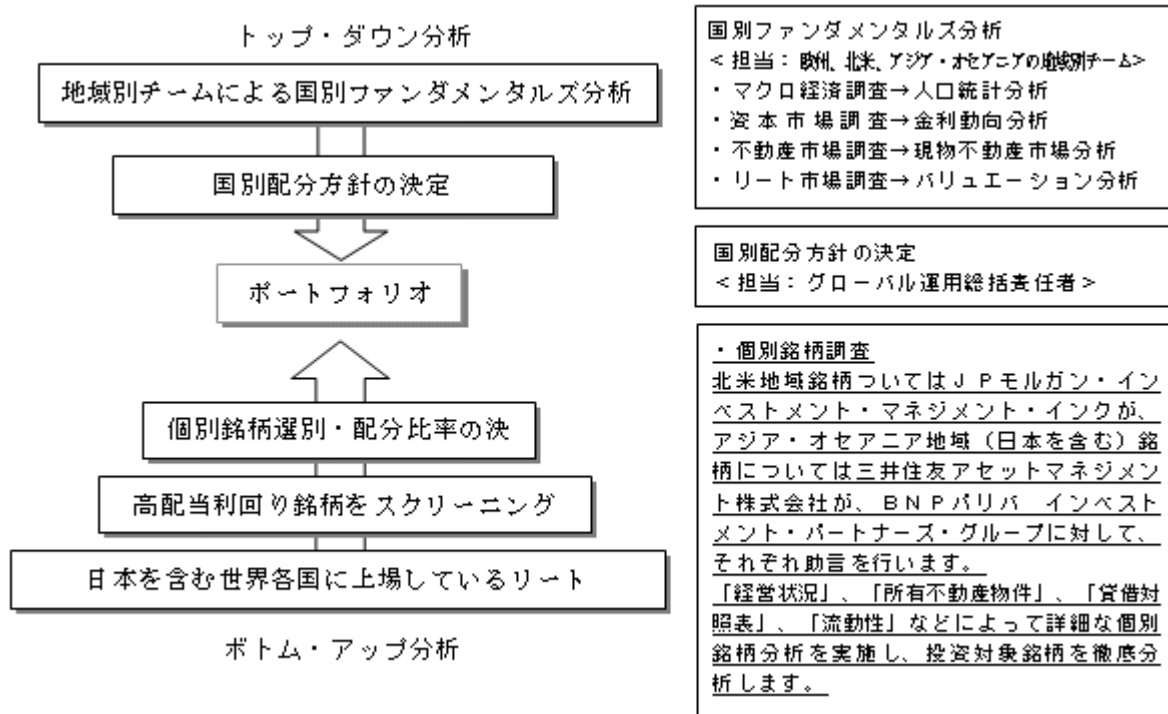 トップ・ダウン分析
地域別チームによる国別ファンダメンタルズ分析
国別配分方針の決定
ポートフォリオ
個別銘柄選別・配分比率の決
高配当利回り銘柄をスクリーニング
日本を含む世界各国に上場しているリート
ボトム・アップ分析
国別ファンダメンタルズ分析
<担当：欧州、北米、アジア・オセアニアの地域別チーム>
・マクロ経済調査→人口統計分析
・資本市場調査→金利動向分析
・不動産市場調査→現物不動産市場分析
・リート市場調査→バリュエーション分析
国別配分方針の決定
<担当：グローバル運用総括責任者>
・個別銘柄調査
北米地域銘柄ついてはＪＰモルガン・イン
ベストメント・マネジメント・インクが、
アジア・オセアニア地域（日本を含む）銘
柄については三井住友アセットマネジメン
ト株式会社が、ＢＮＰパリバ　インベスト
メント・パートナーズ・グループに対して、
それぞれ助言を行います。
「経営状況」、「所有不動産物件」、「貸借対
照表」、「流動性」などによって詳細な個別
銘柄分析を実施し、投資対象銘柄を徹底分
析します。